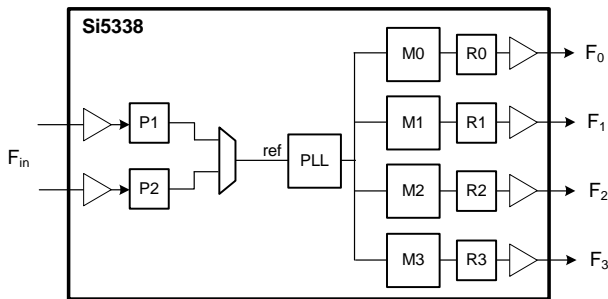 Si5338
M0 R0 F0
P1 M1 R1 F1
Fin ref PLL
P2 M2 R2 F2
M3 R3 F3